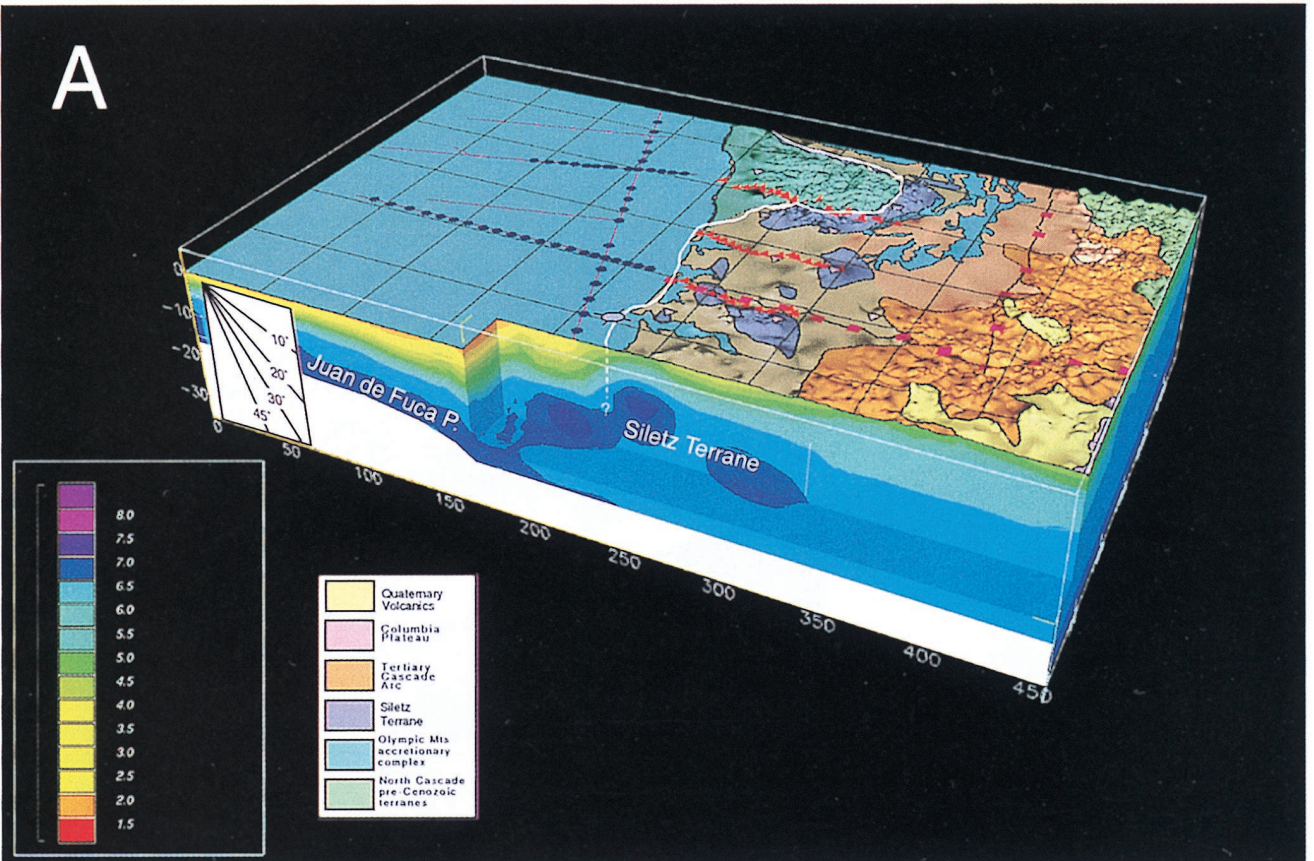 A
0
-10
-20
-30
10°
20°
30°
45°
Juan de Fuca P.
?
Siletz Terrane
0
50
100
150
200
250
300
350
400
450
8.0
7.5
7.0
6.5
6.0
5.5
5.0
4.5
4.0
3.5
3.0
2.5
2.0
1.5
Quaternary
Volcanics
Columbia
Plateau
Tertiary
Cascade
Arc
Siletz
Terrane
Olympic Mts
accretionary
complex
North Cascade
pre-Cenozoic
terranes